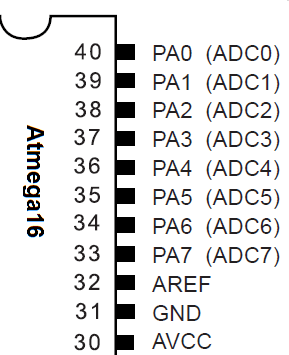 Atmega16
40 PA0 (ADC0)
39 PA1 (ADC1)
38 PA2 (ADC2)
37 PA3 (ADC3)
36 PA4 (ADC4)
35 PA5 (ADC5)
34 PA6 (ADC6)
33 PA7 (ADC7)
32 AREF
31 GND
30 AVCC